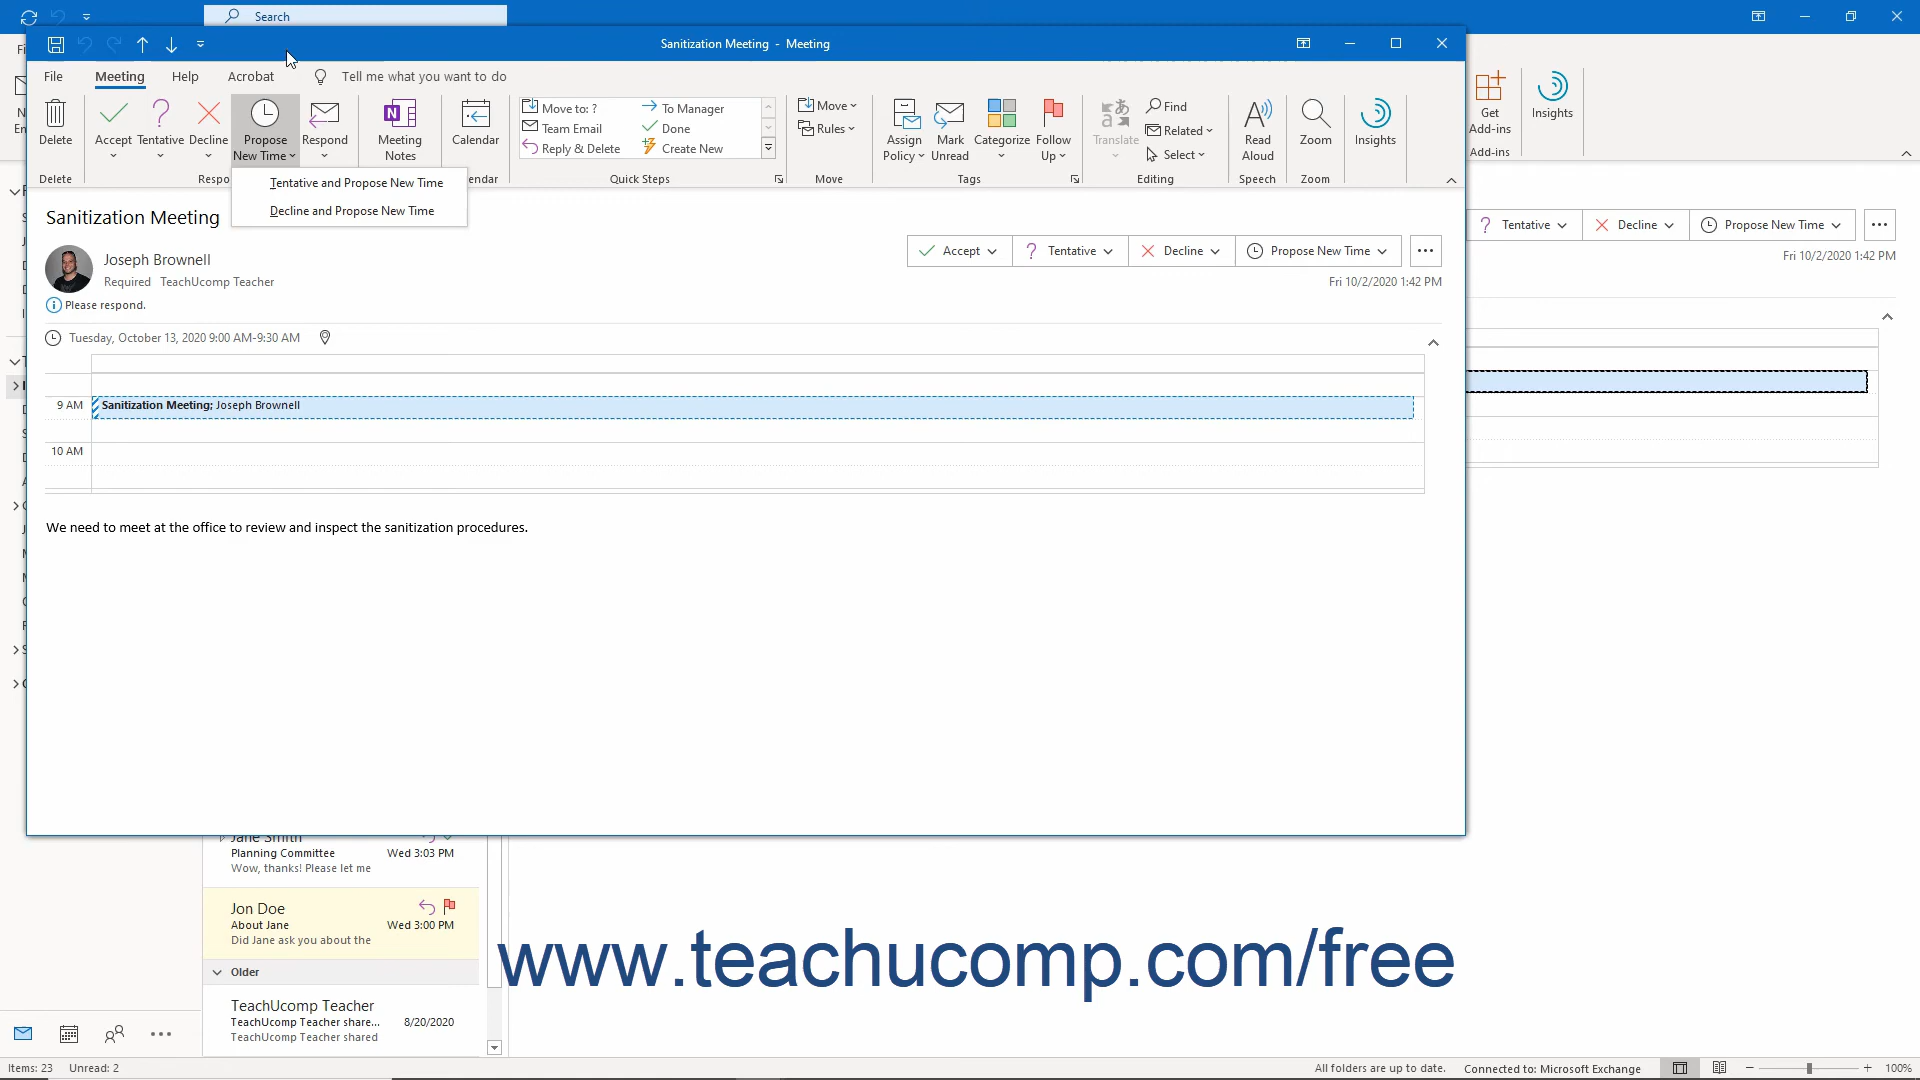 Search
Sanitization Meeting - Meeting
File Meeting Help Acrobat Tell me what you want to do
Delete Accept Tentative Decline Propose New Time Respond Meeting Notes Calendar
Move to: ? To Manager
Team Email Done
Reply & Delete Create New
Move
Rules
Assign Policy Mark Unread Categorize Follow Up
Translate Find
Related
Select
Read Aloud Zoom Insights
Get Add-ins Insights
Delete Respo ndar Quick Steps Move Tags Editing Speech Zoom Add-ins
Tentative and Propose New Time
Decline and Propose New Time
Sanitization Meeting
Joseph Brownell
Required TeachUcomp Teacher
Please respond.
Accept Tentative Decline Propose New Time ...
Fri 10/2/2020 1:42 PM
Tentative Decline Propose New Time ...
Fri 10/2/2020 1:42 PM
Tuesday, October 13, 2020 9:00 AM-9:30 AM
9 AM Sanitization Meeting; Joseph Brownell
10 AM
We need to meet at the office to review and inspect the sanitization procedures.
Jane Smith
Planning Committee Wed 3:03 PM
Wow, thanks! Please let me
Jon Doe
About Jane Wed 3:00 PM
Did Jane ask you about the
Older
TeachUcomp Teacher
TeachUcomp Teacher share... 8/20/2020
TeachUcomp Teacher shared
www.teachucomp.com/free
Items: 23 Unread: 2
All folders are up to date. Connected to: Microsoft Exchange 100%